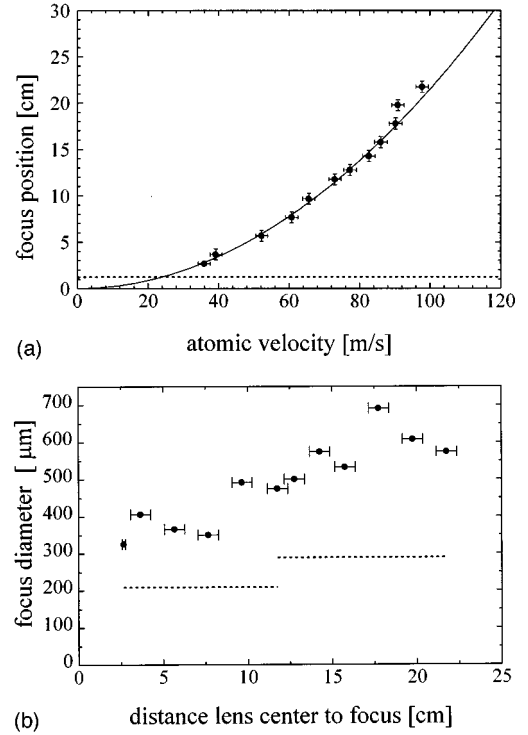 30
25
20
15
10
5
0
focus position [cm]
0 20 40 60 80 100 120
(a)
atomic velocity [m/s]
700
600
500
400
300
200
100
0
focus diameter [ μm]
0 5 10 15 20 25
(b)
distance lens center to focus [cm]